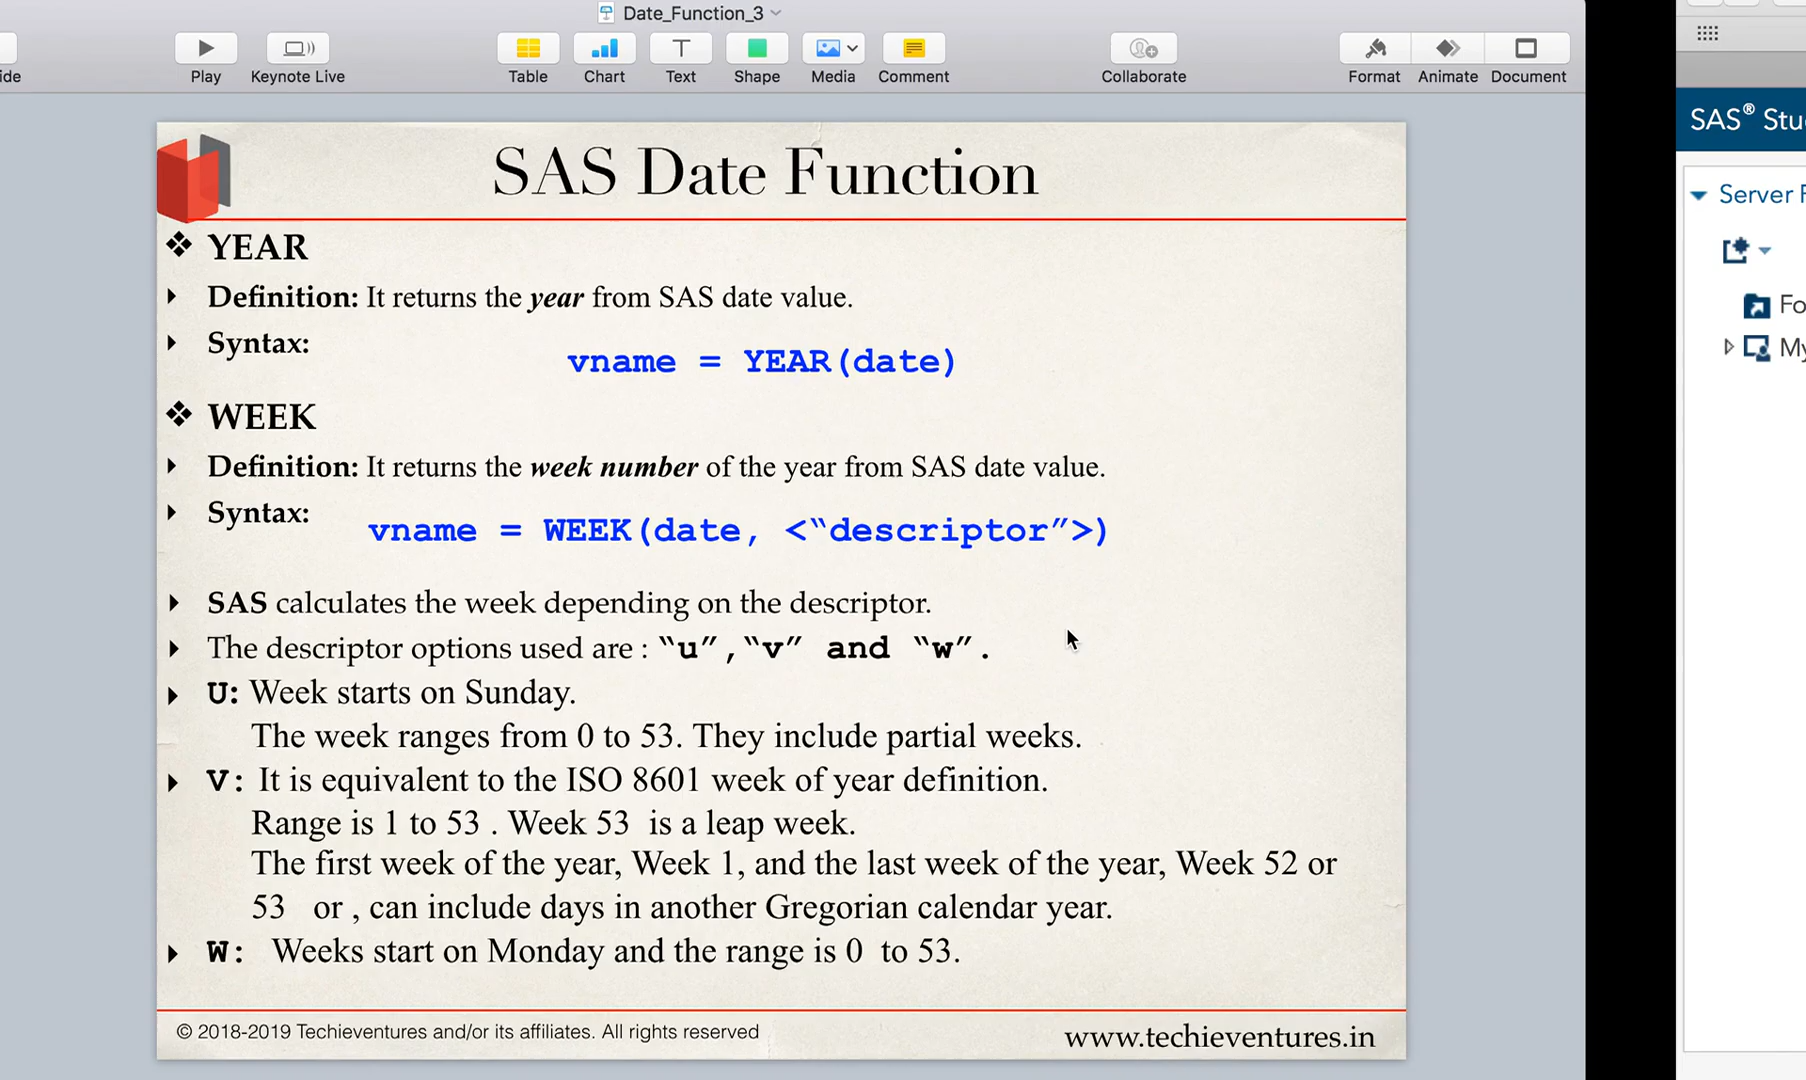 Date_Function_3
ide
Play
Keynote Live
Table
Chart
Text
Shape
Media
Comment
Collaborate
Format
Animate
Document
SAS Date Function
❖ YEAR
Definition: It returns the year from SAS date value.
Syntax:
vname = YEAR(date)
❖ WEEK
Definition: It returns the week number of the year from SAS date value.
Syntax:
vname = WEEK(date, <“descriptor”>)
SAS calculates the week depending on the descriptor.
The descriptor options used are : “u”,“v” and “w”.
U: Week starts on Sunday.
The week ranges from 0 to 53. They include partial weeks.
V: It is equivalent to the ISO 8601 week of year definition.
Range is 1 to 53 . Week 53 is a leap week.
The first week of the year, Week 1, and the last week of the year, Week 52 or
53 or , can include days in another Gregorian calendar year.
W: Weeks start on Monday and the range is 0 to 53.
© 2018-2019 Techieventures and/or its affiliates. All rights reserved
www.techieventures.in
SAS® Stu
Server F
Fo
My